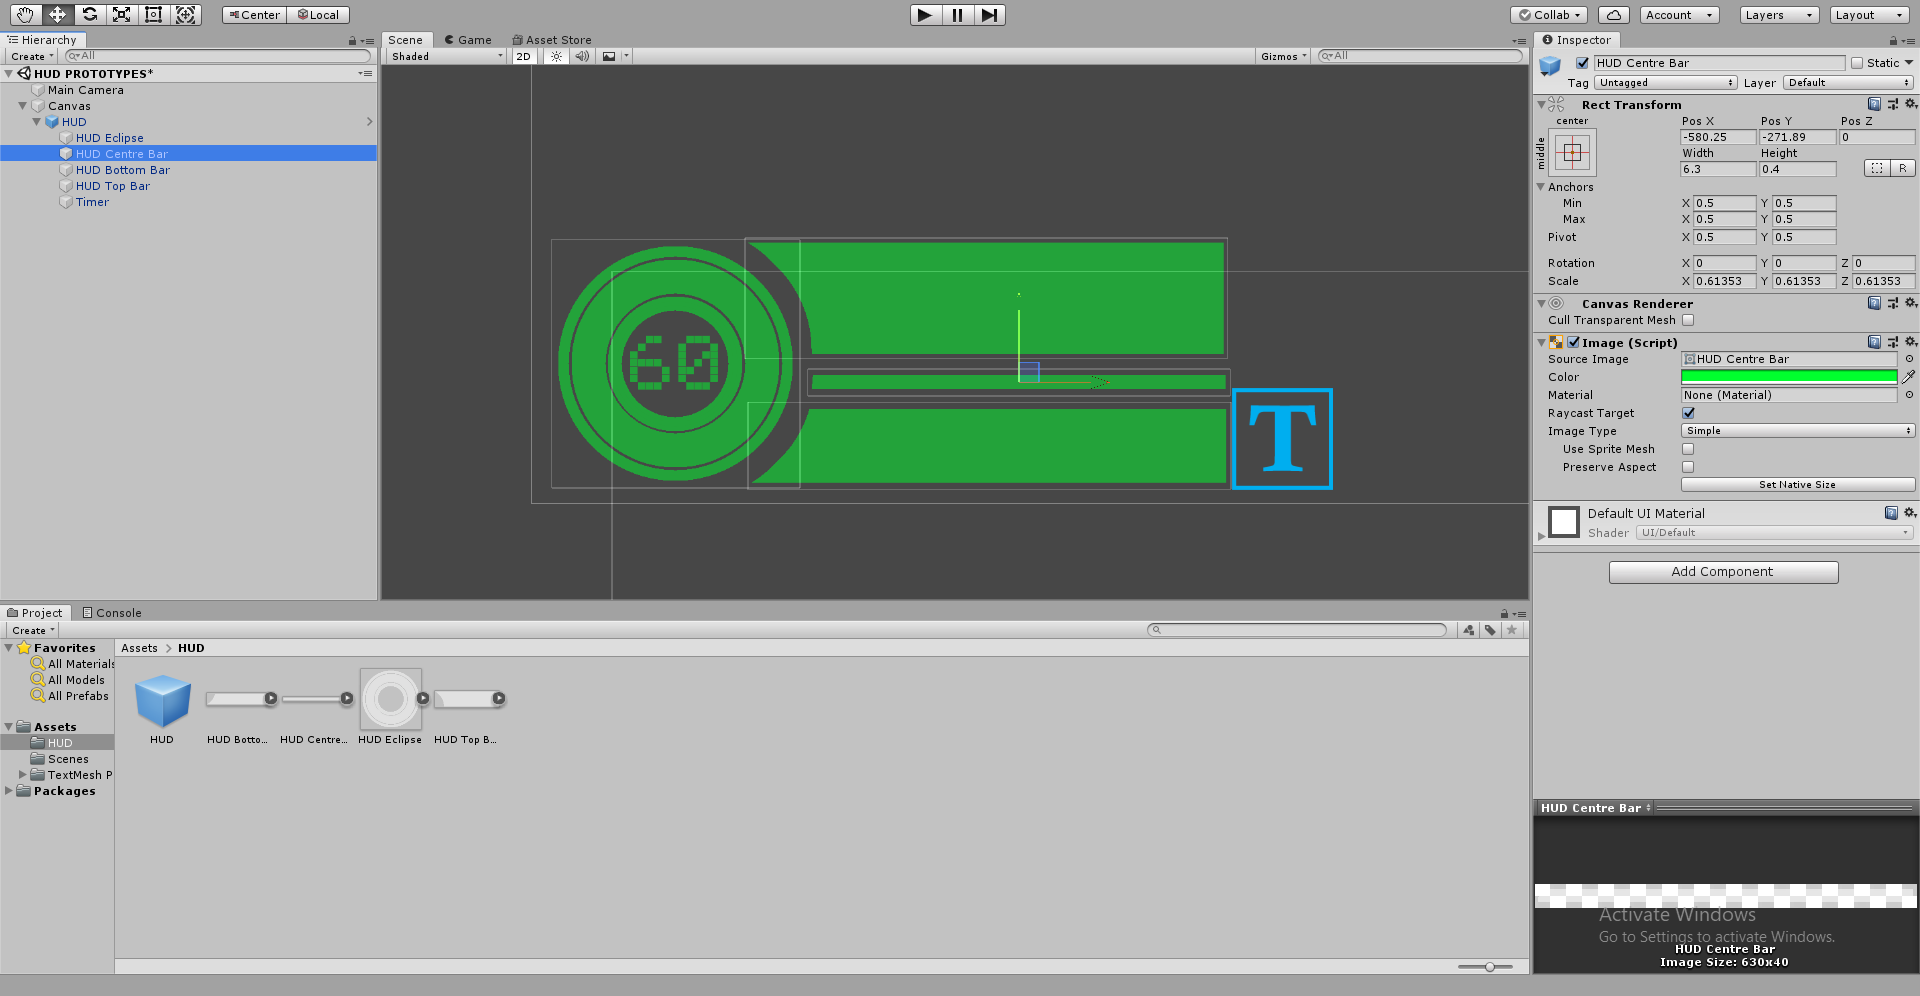 Center Local
Collab Account Layers Layout
Hierarchy
Create All
HUD PROTOTYPES*
Main Camera
Canvas
HUD
HUD Eclipse
HUD Centre Bar
HUD Bottom Bar
HUD Top Bar
Timer
Scene Game Asset Store
Shaded 2D Gizmos All
60
T
Inspector
HUD Centre Bar Static
Tag Untagged Layer Default
Rect Transform
center
middle
Pos X Pos Y Pos Z
-580.25 -271.89 0
Width Height
6.3 0.4
R
Anchors
Min X 0.5 Y 0.5
Max X 0.5 Y 0.5
Pivot X 0.5 Y 0.5
Rotation X 0 Y 0 Z 0
Scale X 0.61353 Y 0.61353 Z 0.61353
Canvas Renderer
Cull Transparent Mesh
Image (Script)
Source Image HUD Centre Bar
Color
Material None (Material)
Raycast Target
Image Type Simple
Use Sprite Mesh
Preserve Aspect
Set Native Size
Default UI Material
Shader UI/Default
Add Component
Project Console
Create
Favorites
All Materials
All Models
All Prefabs
Assets
HUD
Scenes
TextMesh P
Packages
Assets > HUD
HUD HUD Botto... HUD Centre... HUD Eclipse HUD Top B...
HUD Centre Bar
Activate Windows
Go to Settings to activate Windows.
HUD Centre Bar
Image Size: 630x40